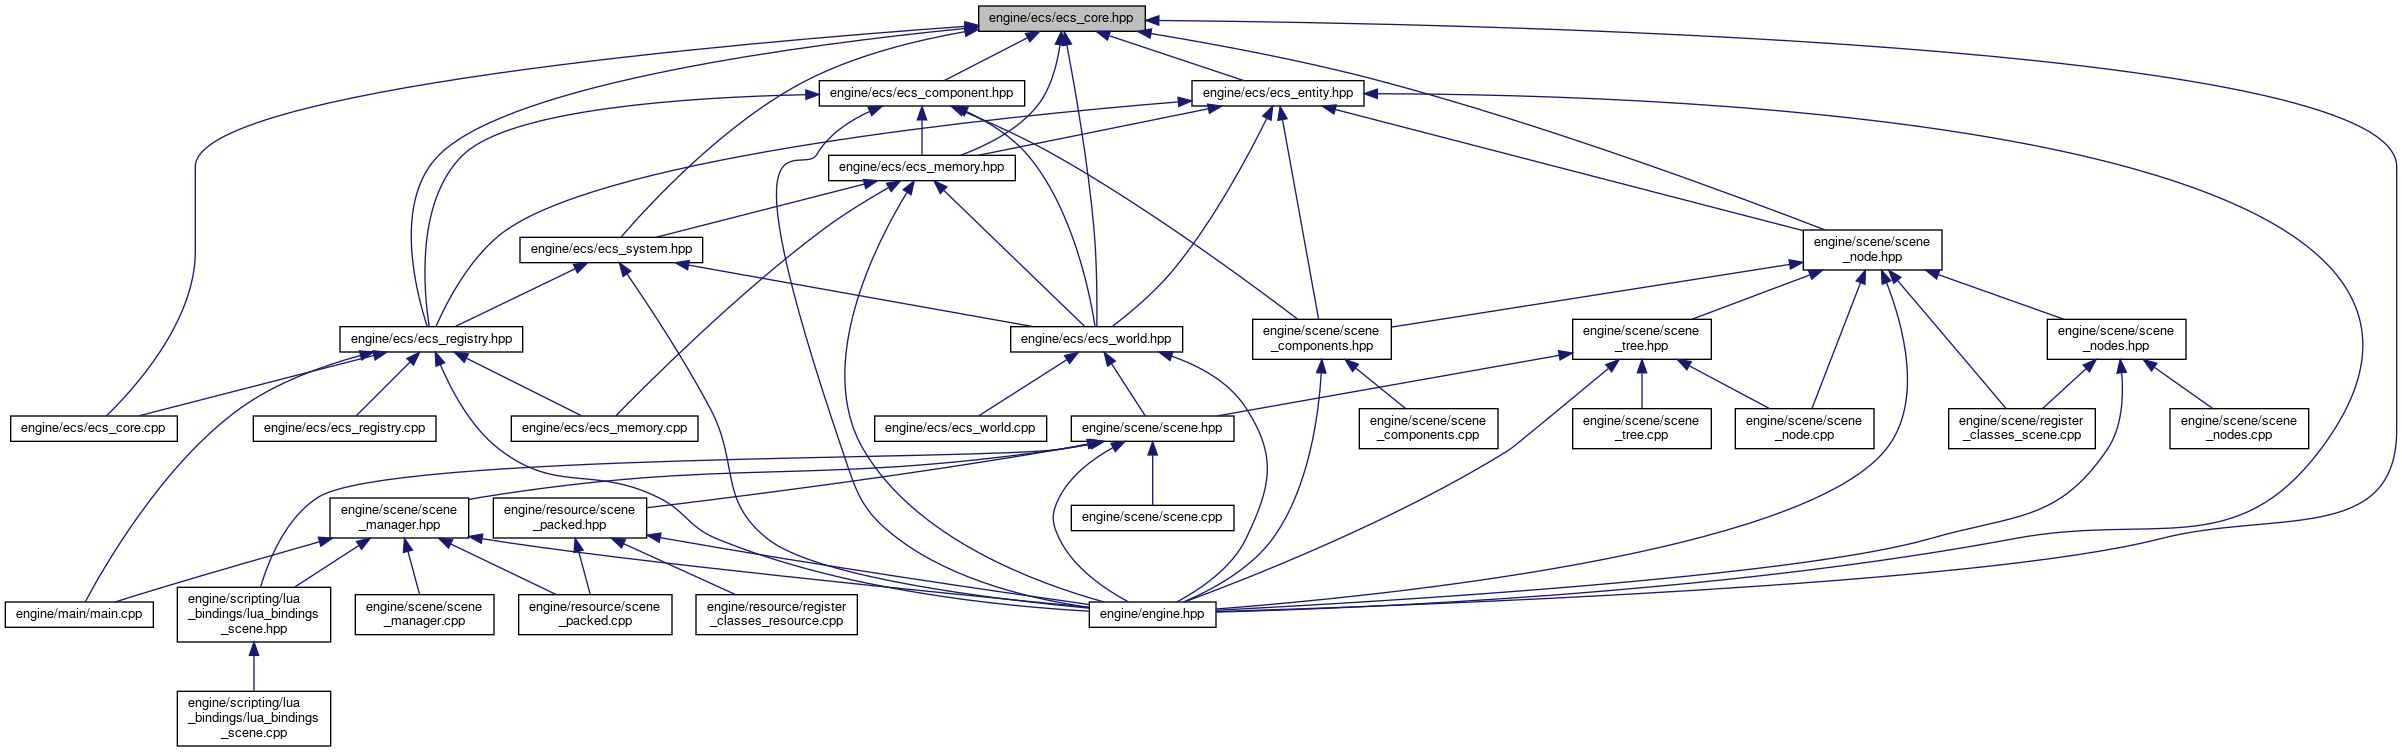 engine/ecs/ecs_core.hpp
engine/ecs/ecs_component.hpp
engine/ecs/ecs_entity.hpp
engine/ecs/ecs_memory.hpp
engine/ecs/ecs_system.hpp
engine/scene/scene
_node.hpp
engine/ecs/ecs_registry.hpp
engine/ecs/ecs_world.hpp
engine/scene/scene
_components.hpp
engine/scene/scene
_tree.hpp
engine/scene/scene
_nodes.hpp
engine/ecs/ecs_core.cpp
engine/ecs/ecs_registry.cpp
engine/ecs/ecs_memory.cpp
engine/ecs/ecs_world.cpp
engine/scene/scene.hpp
engine/scene/scene
_components.cpp
engine/scene/scene
_tree.cpp
engine/scene/scene
_node.cpp
engine/scene/register
_classes_scene.cpp
engine/scene/scene
_nodes.cpp
engine/scene/scene
_manager.hpp
engine/resource/scene
_packed.hpp
engine/scene/scene.cpp
engine/main/main.cpp
engine/scripting/lua
_bindings/lua_bindings
_scene.hpp
engine/scene/scene
_manager.cpp
engine/resource/scene
_packed.cpp
engine/resource/register
_classes_resource.cpp
engine/engine.hpp
engine/scripting/lua
_bindings/lua_bindings
_scene.cpp